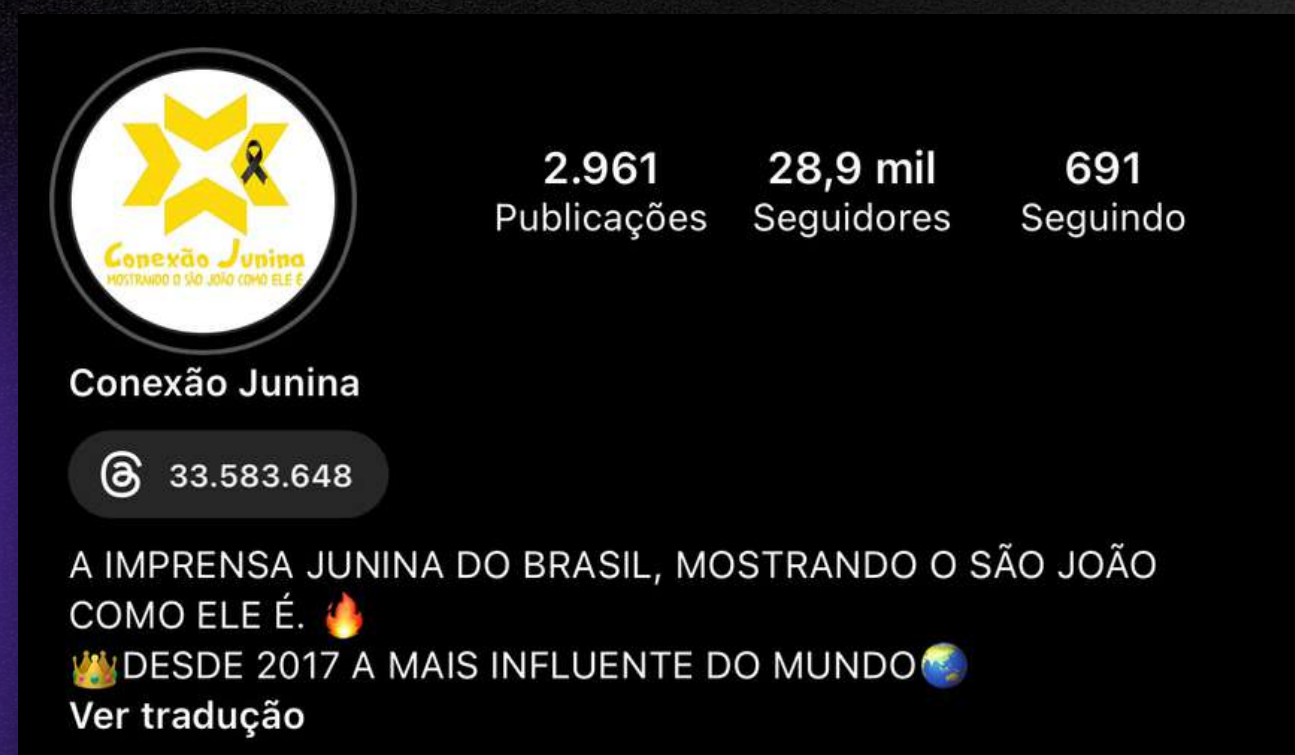 Conexão Junina
MOSTRANDO O SÃO JOÃO COMO ELE É
2.961
Publicações
28,9 mil
Seguidores
691
Seguindo
Conexão Junina
33.583.648
A IMPRENSA JUNINA DO BRASIL, MOSTRANDO O SÃO JOÃO
COMO ELE É. 🔥
👑DESDE 2017 A MAIS INFLUENTE DO MUNDO🌏
Ver tradução